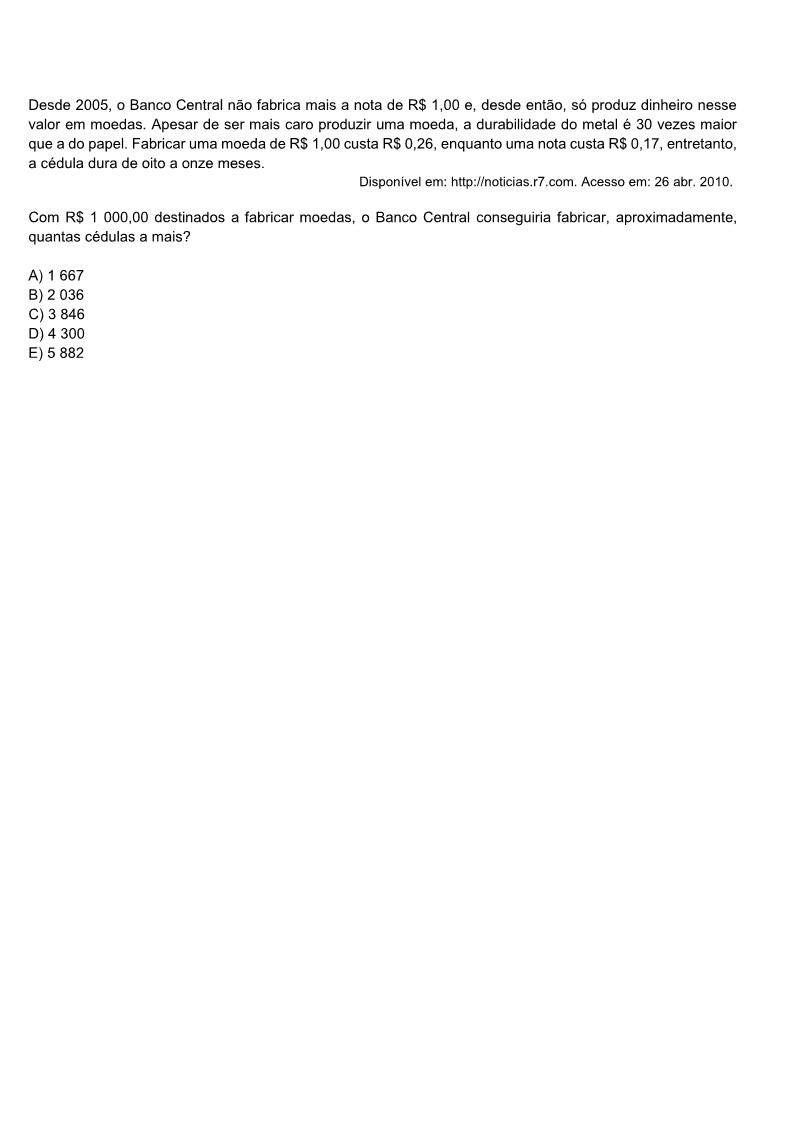 Desde 2005, o Banco Central não fabrica mais a nota de R$ 1,00 e, desde então, só produz dinheiro nesse
valor em moedas. Apesar de ser mais caro produzir uma moeda, a durabilidade do metal é 30 vezes maior
que a do papel. Fabricar uma moeda de R$ 1,00 custa R$ 0,26, enquanto uma nota custa R$ 0,17, entretanto,
a cédula dura de oito a onze meses.
Disponível em: http://noticias.r7.com. Acesso em: 26 abr. 2010.
Com R$ 1 000,00 destinados a fabricar moedas, o Banco Central conseguiria fabricar, aproximadamente,
quantas cédulas a mais?
A) 1 667
B) 2 036
C) 3 846
D) 4 300
E) 5 882